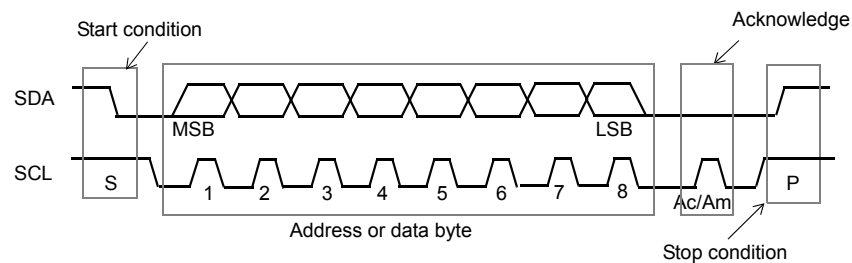 Start condition
Acknowledge
SDA
MSB
LSB
SCL
S
1 2 3 4 5 6 7 8
Ac/Am
P
Address or data byte
Stop condition